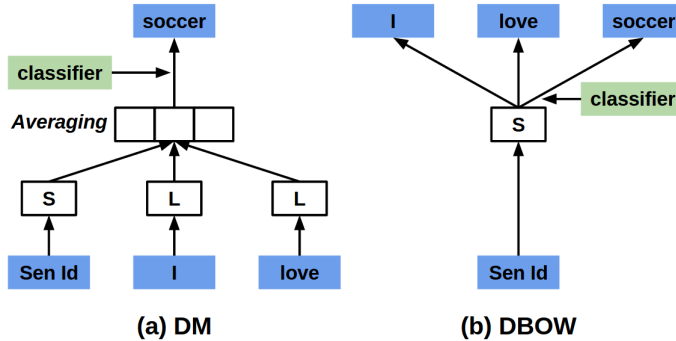 soccer
classifier
Averaging
S
L
L
Sen Id
I
love
(a) DM
I
love
soccer
classifier
S
Sen Id
(b) DBOW